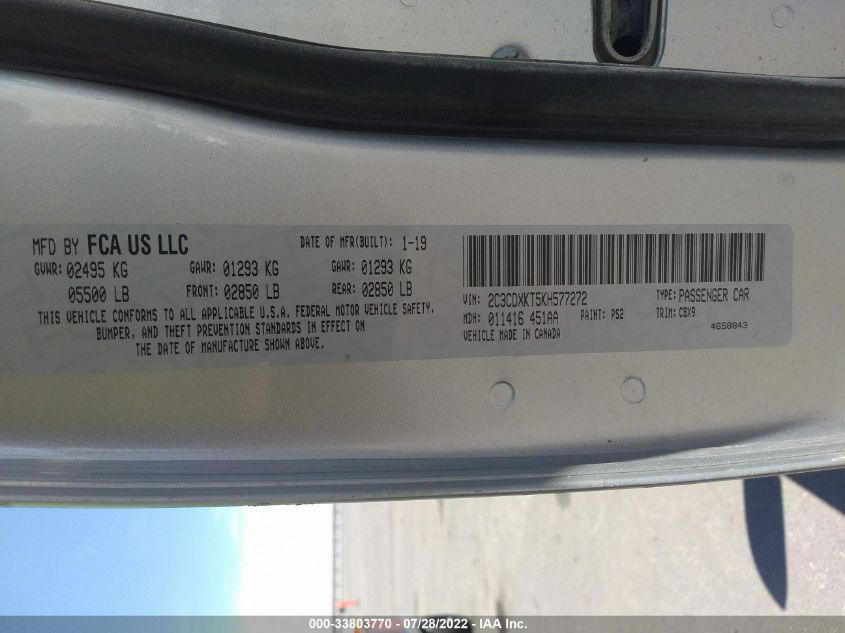 MFD BY FCA US LLC
DATE OF MFR(BUILT): 1-19
GVWR: 02495 KG
GAWR: 01293 KG
GAWR: 01293 KG
05500 LB
FRONT: 02850 LB
REAR: 02850 LB
THIS VEHICLE CONFORMS TO ALL APPLICABLE U.S.A. FEDERAL MOTOR VEHICLE SAFETY,
BUMPER, AND THEFT PREVENTION STANDARDS IN EFFECT ON
THE DATE OF MANUFACTURE SHOWN ABOVE.
VIN: 2C3CDXKT5KH577272
TYPE: PASSENGER CAR
MDH: 011416 451AA
PAINT: PS2
TRIM: CBX9
VEHICLE MADE IN CANADA
4658843
000-33803770 - 07/28/2022 - IAA Inc.